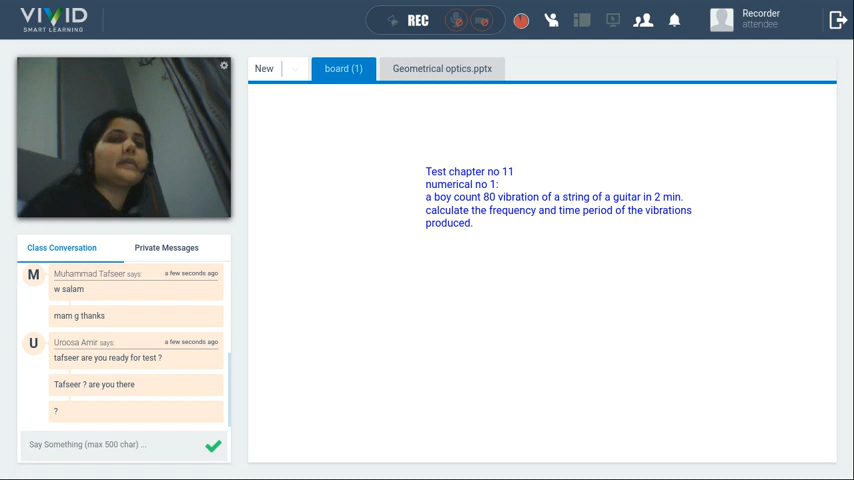 VIVID
SMART LEARNING
REC
Recorder
attendee
New
board (1)
Geometrical optics.pptx
Test chapter no 11
numerical no 1:
a boy count 80 vibration of a string of a guitar in 2 min.
calculate the frequency and time period of the vibrations
produced.
Class Conversation
Private Messages
M
Muhammad Tafseer says:
a few seconds ago
w salam
mam g thanks
U
Uroosa Amir says:
a few seconds ago
tafseer are you ready for test ?
Tafseer ? are you there
?
Say Something (max 500 char) ...